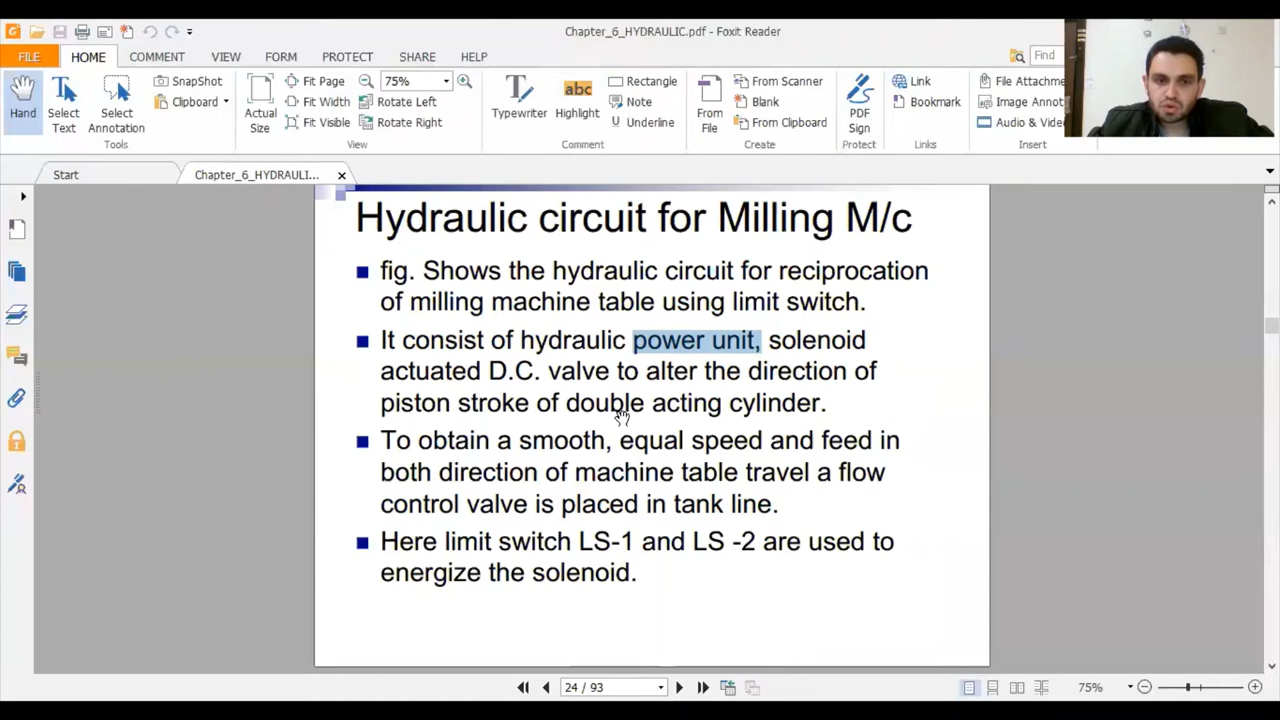 Chapter_6_HYDRAULIC.pdf - Foxit Reader
FILE HOME COMMENT VIEW FORM PROTECT SHARE HELP
Find
Hand
Select Text
Select Annotation
SnapShot
Clipboard
Tools
Actual Size
Fit Page
Fit Width
Fit Visible
75%
Rotate Left
Rotate Right
View
Typewriter
abc
Highlight
Rectangle
Note
Underline
Comment
From File
From Scanner
Blank
From Clipboard
Create
PDF Sign
Protect
Link
Bookmark
Links
File Attachme
Image Annot
Audio & Vide
Insert
Start
Chapter_6_HYDRAULI...
Hydraulic circuit for Milling M/c
fig. Shows the hydraulic circuit for reciprocation
of milling machine table using limit switch.
It consist of hydraulic power unit, solenoid
actuated D.C. valve to alter the direction of
piston stroke of double acting cylinder.
To obtain a smooth, equal speed and feed in
both direction of machine table travel a flow
control valve is placed in tank line.
Here limit switch LS-1 and LS -2 are used to
energize the solenoid.
24 / 93
75%